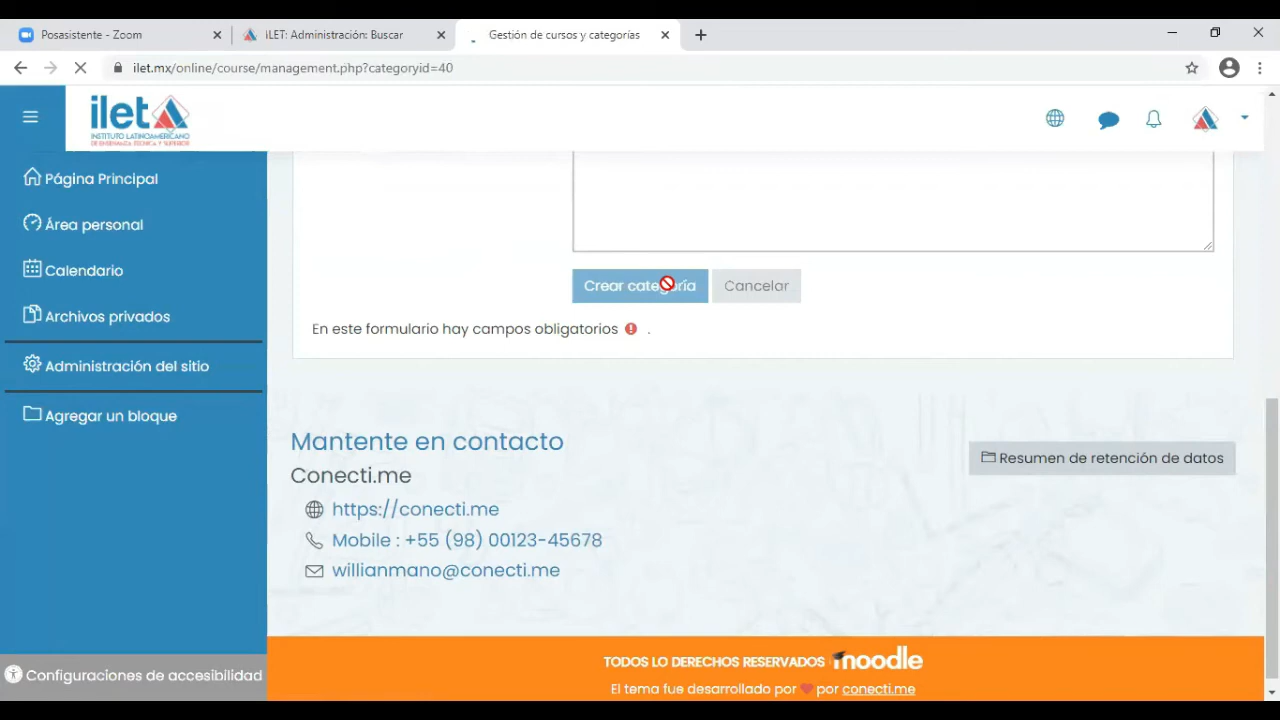 Posasistente - Zoom
ILET: Administración: Buscar
Gestión de cursos y categorías
ilet.mx/online/course/management.php?categoryid=40
ilet
INSTITUTO LATINOAMERICANO
DE ENSEÑANZA TÉCNICA Y SUPERIOR
Página Principal
Área personal
Calendario
Archivos privados
Administración del sitio
Agregar un bloque
Configuraciones de accesibilidad
Crear categoría
Cancelar
En este formulario hay campos obligatorios .
Mantente en contacto
Conecti.me
https://conecti.me
Mobile : +55 (98) 00123-45678
willianmano@conecti.me
Resumen de retención de datos
TODOS LO DERECHOS RESERVADOS moodle
El tema fue desarrollado por por conecti.me